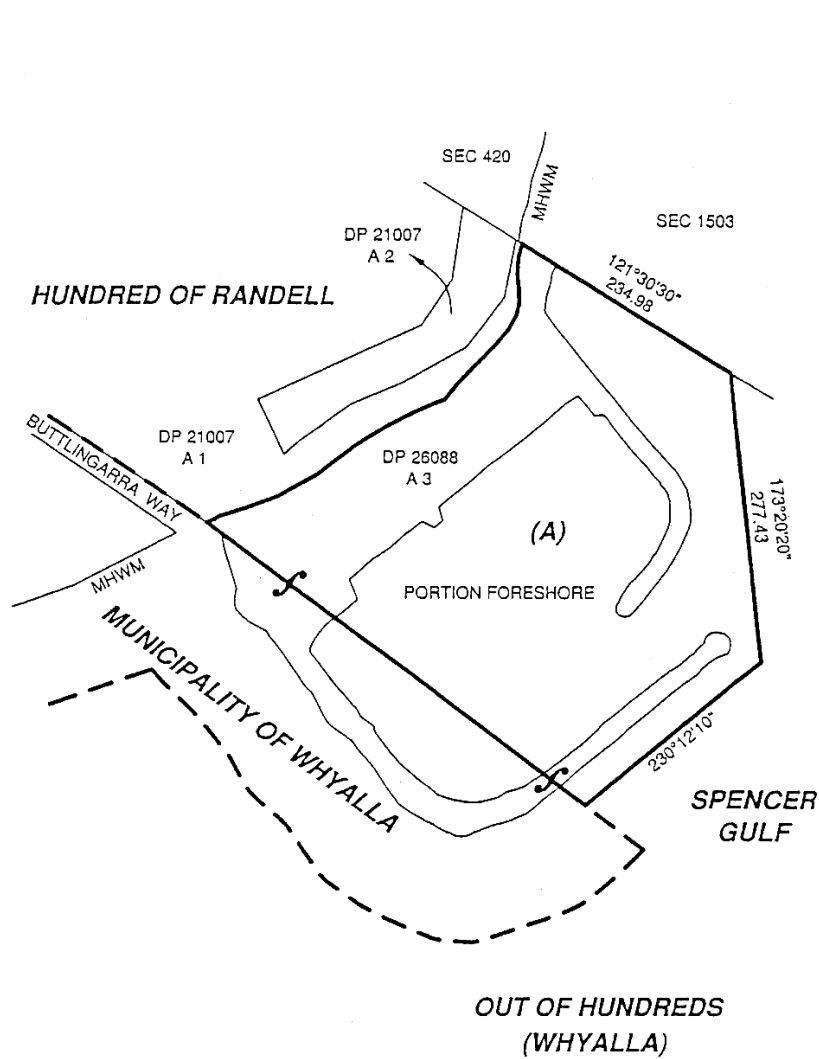 SEC 420
MHWM
SEC 1503
DP 21007
A 2
121°30'30"
234.98
HUNDRED OF RANDELL
BUTTLINGARRA WAY
DP 21007
A 1
DP 26088
A 3
173°20'20"
277.43
(A)
MHWM
PORTION FORESHORE
MUNICIPALITY OF WHYALLA
230°12'10"
SPENCER
GULF
OUT OF HUNDREDS
(WHYALLA)